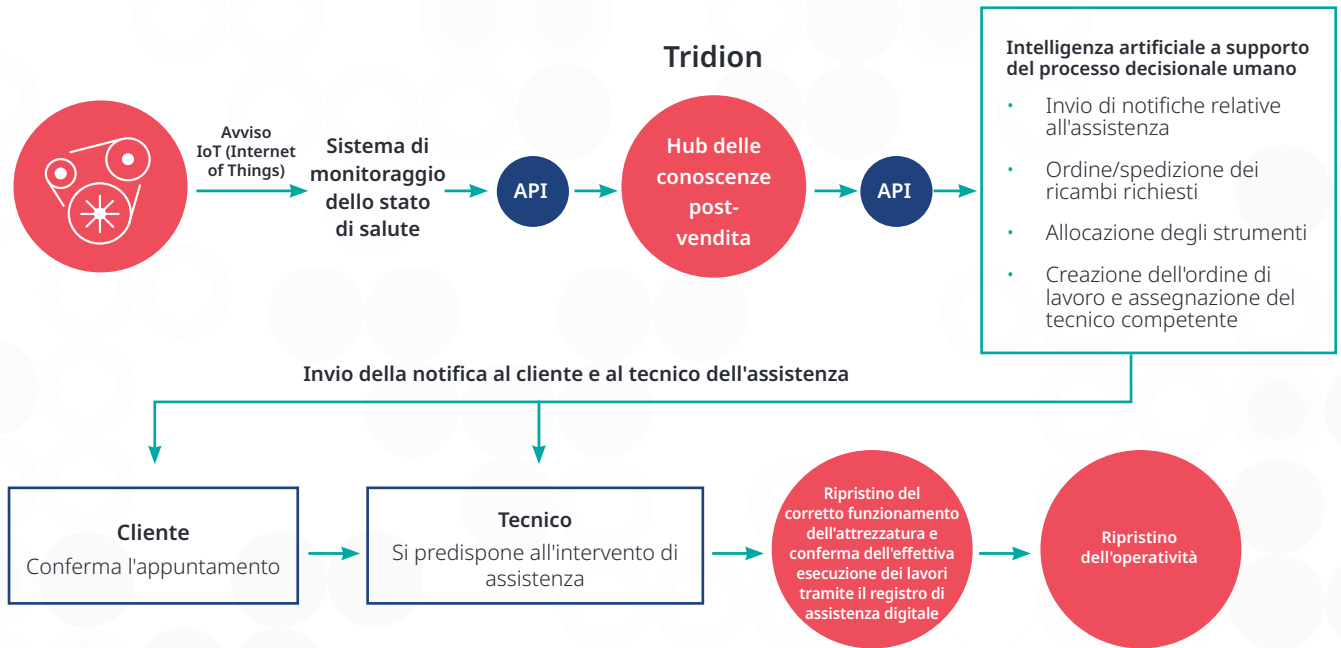 Tridion
Avviso
IoT (Internet
of Things)
Sistema di
monitoraggio
dello stato
di salute
API
Hub delle
conoscenze
post-
vendita
API
Intelligenza artificiale a supporto
del processo decisionale umano
• Invio di notifiche relative
all'assistenza
• Ordine/spedizione dei
ricambi richiesti
• Allocazione degli strumenti
• Creazione dell'ordine di
lavoro e assegnazione del
tecnico competente
Invio della notifica al cliente e al tecnico dell'assistenza
Cliente
Conferma l'appuntamento
Tecnico
Si predispone all'intervento di
assistenza
Ripristino del
corretto funzionamento
dell'attrezzatura e
conferma dell'effettiva
esecuzione dei lavori
tramite il registro di
assistenza digitale
Ripristino
dell'operatività